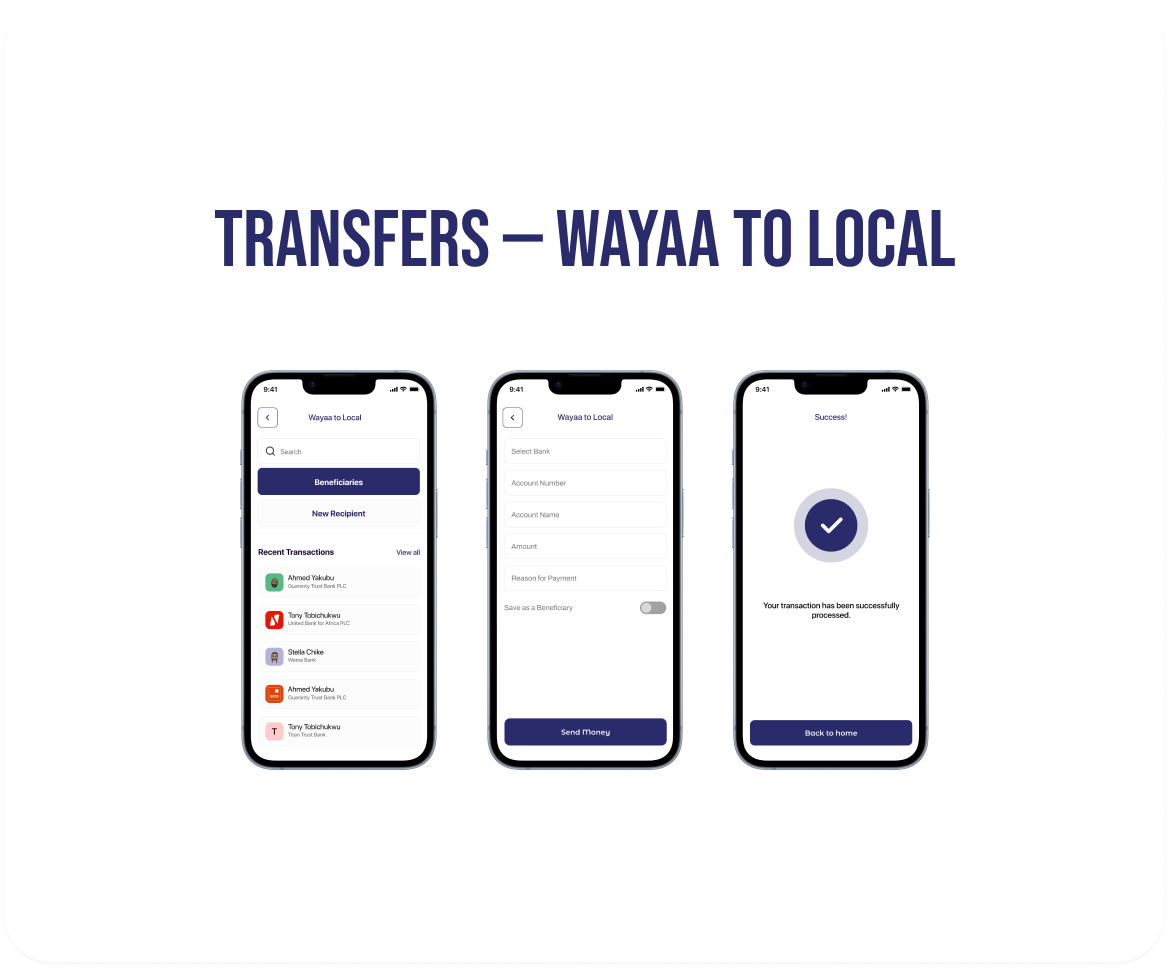 TRANSFERS – WAYAA TO LOCAL
9:41
Wayaa to Local
Search
Beneficiaries
New Recipient
Recent Transactions View all
Ahmed Yakubu
Guaranty Trust Bank PLC
Tony Tobichukwu
United Bank for Africa PLC
Stella Chike
Wema Bank
Ahmed Yakubu
Guaranty Trust Bank PLC
T
Tony Tobichukwu
Titan Trust Bank
9:41
Wayaa to Local
Select Bank
Account Number
Account Name
Amount
Reason for Payment
Save as a Beneficiary
Send Money
9:41
Success!
Your transaction has been successfully
processed.
Back to home